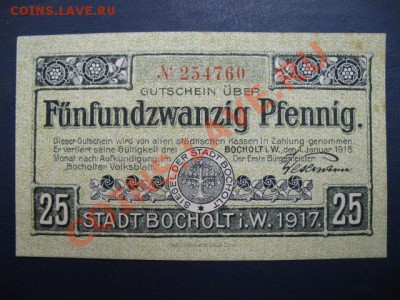 COINS.ЛАVE.RU
№ 254760
GUTSCHEIN ÜBER
Fünfundzwanzig Pfennig.
Dieser Gutschein wird von allen städtischen Kassen in Zahlung genommen.
Er verliert seine Gültigkeit drei
Monat nach Aufkündigung im
Bocholter Volksblatt.
BOCHOLT i.W., den 1. Januar 1918
Der Erste Bürgermeister:
SIEGEL DER STADT BOCHOLT
25 STADT BOCHOLT i.W. 1917. 25